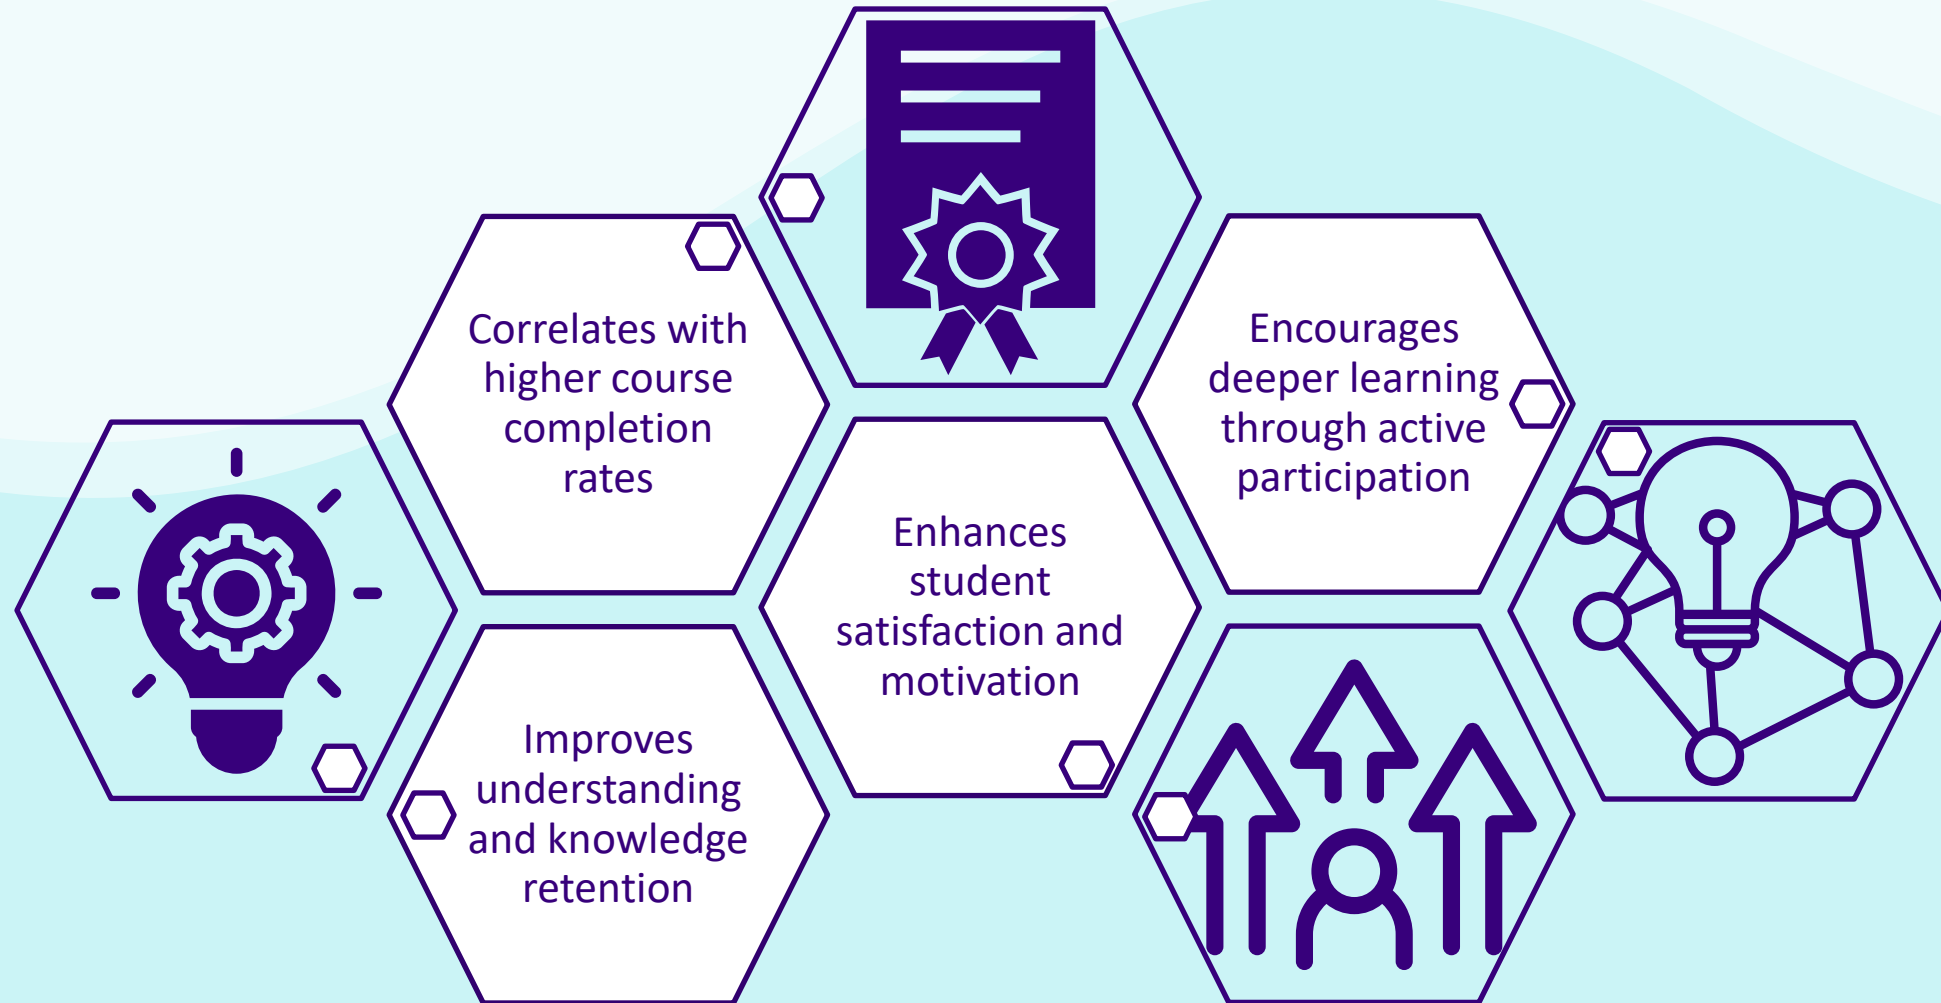 Correlates with
higher course
completion
rates
Encourages
deeper learning
through active
participation
Enhances
student
satisfaction and
motivation
Improves
understanding
and knowledge
retention